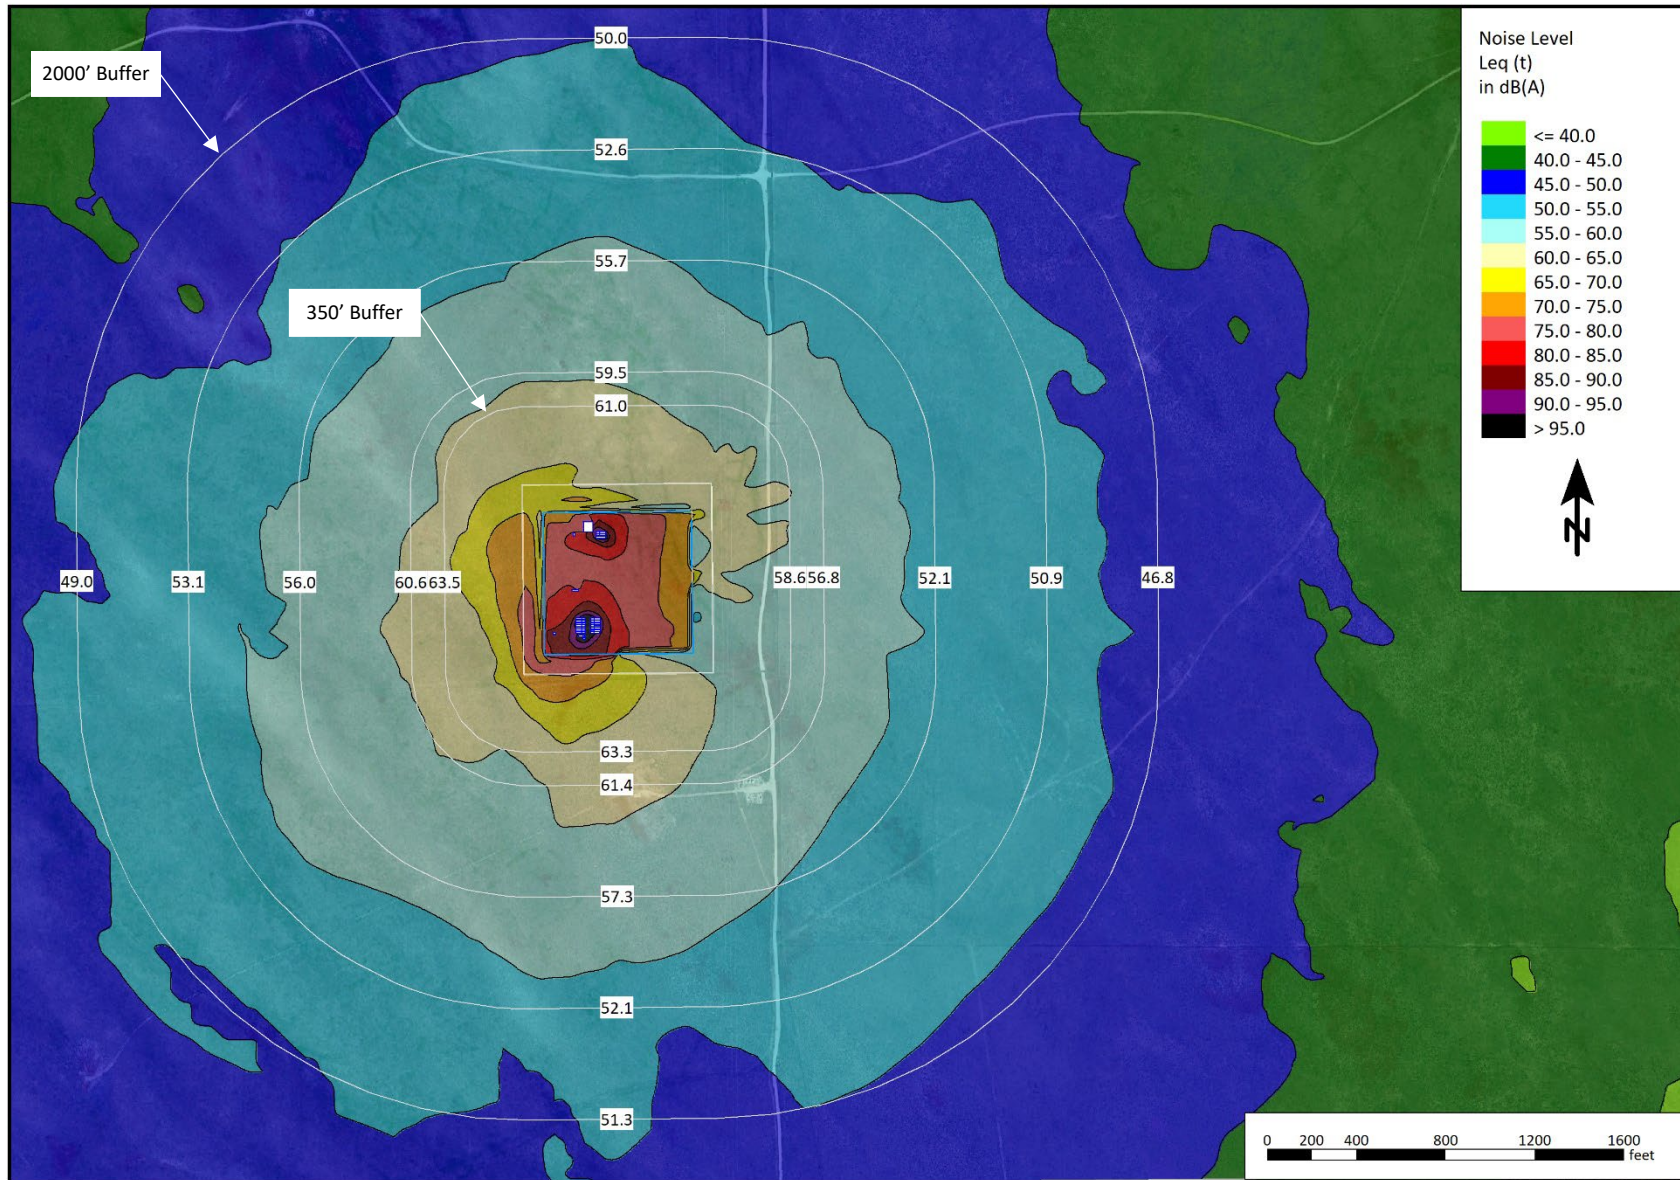 50.0
2000’ Buffer
52.6
55.7
350’ Buffer
59.5
61.0
49.0
53.1
56.0
60.6
63.5
58.6
56.8
52.1
50.9
46.8
63.3
61.4
57.3
52.1
51.3
Noise Level
Leq (t)
in dB(A)
<= 40.0
40.0 - 45.0
45.0 - 50.0
50.0 - 55.0
55.0 - 60.0
60.0 - 65.0
65.0 - 70.0
70.0 - 75.0
75.0 - 80.0
80.0 - 85.0
85.0 - 90.0
90.0 - 95.0
> 95.0
N
0 200 400 800 1200 1600
feet